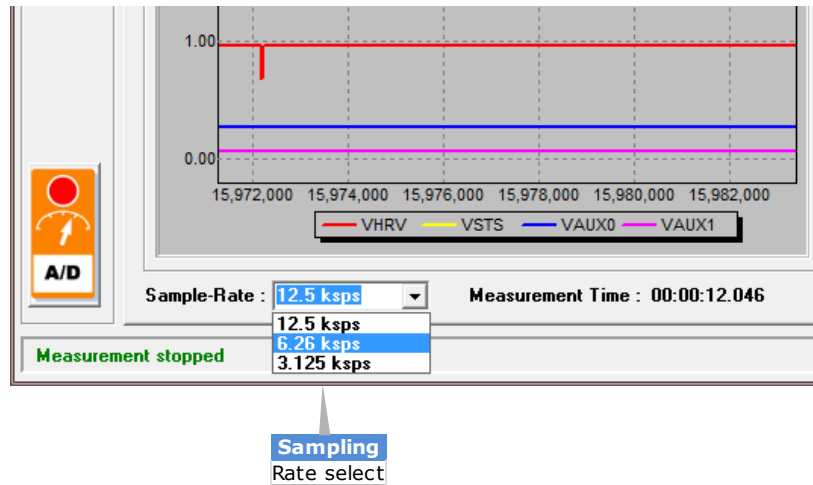 1.00
0.00
15,972,000 15,974,000 15,976,000 15,978,000 15,980,000 15,982,000
VHRV VSTS VAUX0 VAUX1
A/D
Sample-Rate : 12.5 ksps Measurement Time : 00:00:12.046
12.5 ksps
6.26 ksps
3.125 ksps
Measurement stopped
Sampling
Rate select